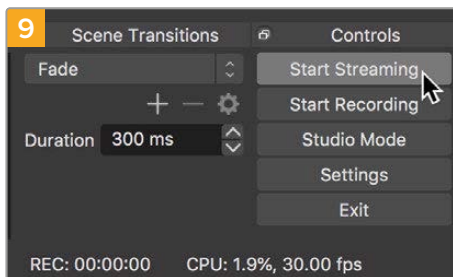 9
Scene Transitions
Controls
Fade
Start Streaming
Start Recording
Duration 300 ms
Studio Mode
Settings
Exit
REC: 00:00:00 CPU: 1.9%, 30.00 fps